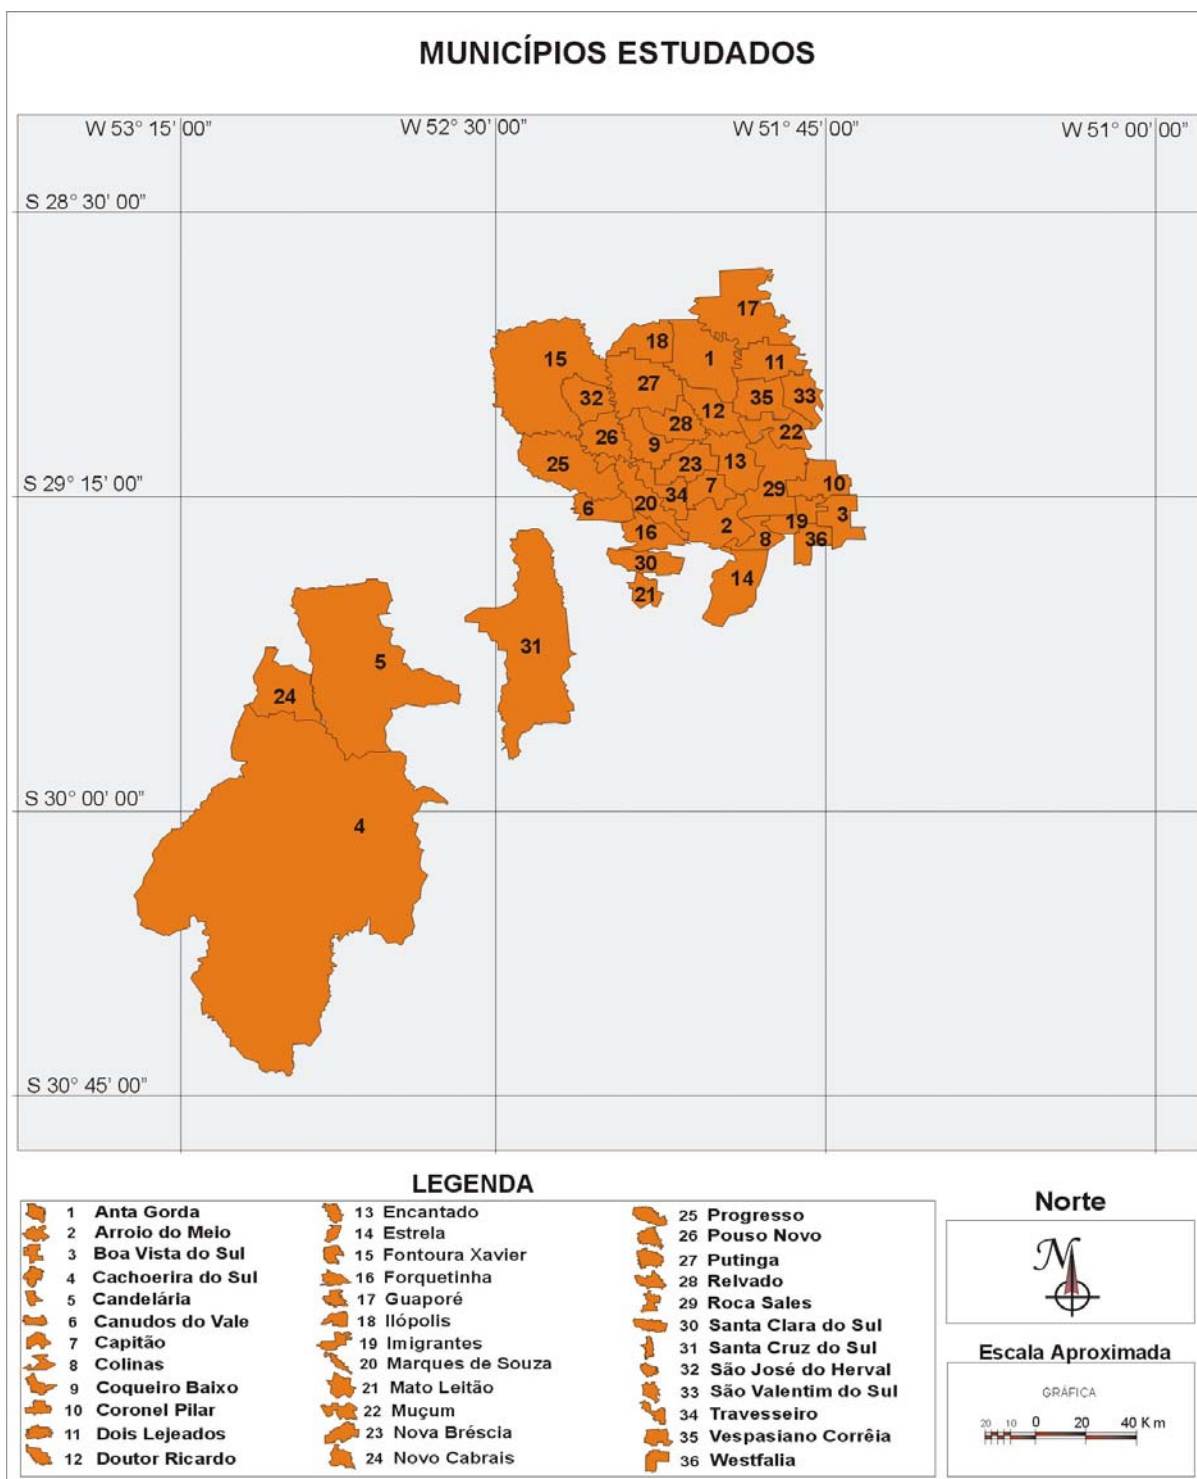 MUNICÍPIOS ESTUDADOS
W 53° 15' 00" W 52° 30' 00" W 51° 45' 00" W 51° 00' 00"
S 28° 30' 00"
17
18
15 1 11
27
32 35 33
12
28
26 9 22
25 23 13
S 29° 15' 00" 7 29 10
34
6 20 3
16 2 19
8 36
30
14
21
31
5
24
S 30° 00' 00"
4
S 30° 45' 00"
LEGENDA
1 Anta Gorda
2 Arroio do Meio
3 Boa Vista do Sul
4 Cachoerira do Sul
5 Candelária
6 Canudos do Vale
7 Capitão
8 Colinas
9 Coqueiro Baixo
10 Coronel Pilar
11 Dois Lejeados
12 Doutor Ricardo
13 Encantado
14 Estrela
15 Fontoura Xavier
16 Forquetinha
17 Guaporé
18 Ilópolis
19 Imigrantes
20 Marques de Souza
21 Mato Leitão
22 Muçum
23 Nova Bréscia
24 Novo Cabrais
25 Progresso
26 Pouso Novo
27 Putinga
28 Relvado
29 Roca Sales
30 Santa Clara do Sul
31 Santa Cruz do Sul
32 São José do Herval
33 São Valentim do Sul
34 Travesseiro
35 Vespasiano Corrêia
36 Westfalia
Norte
N
Escala Aproximada
GRÁFICA
20 10 0 20 40 Km